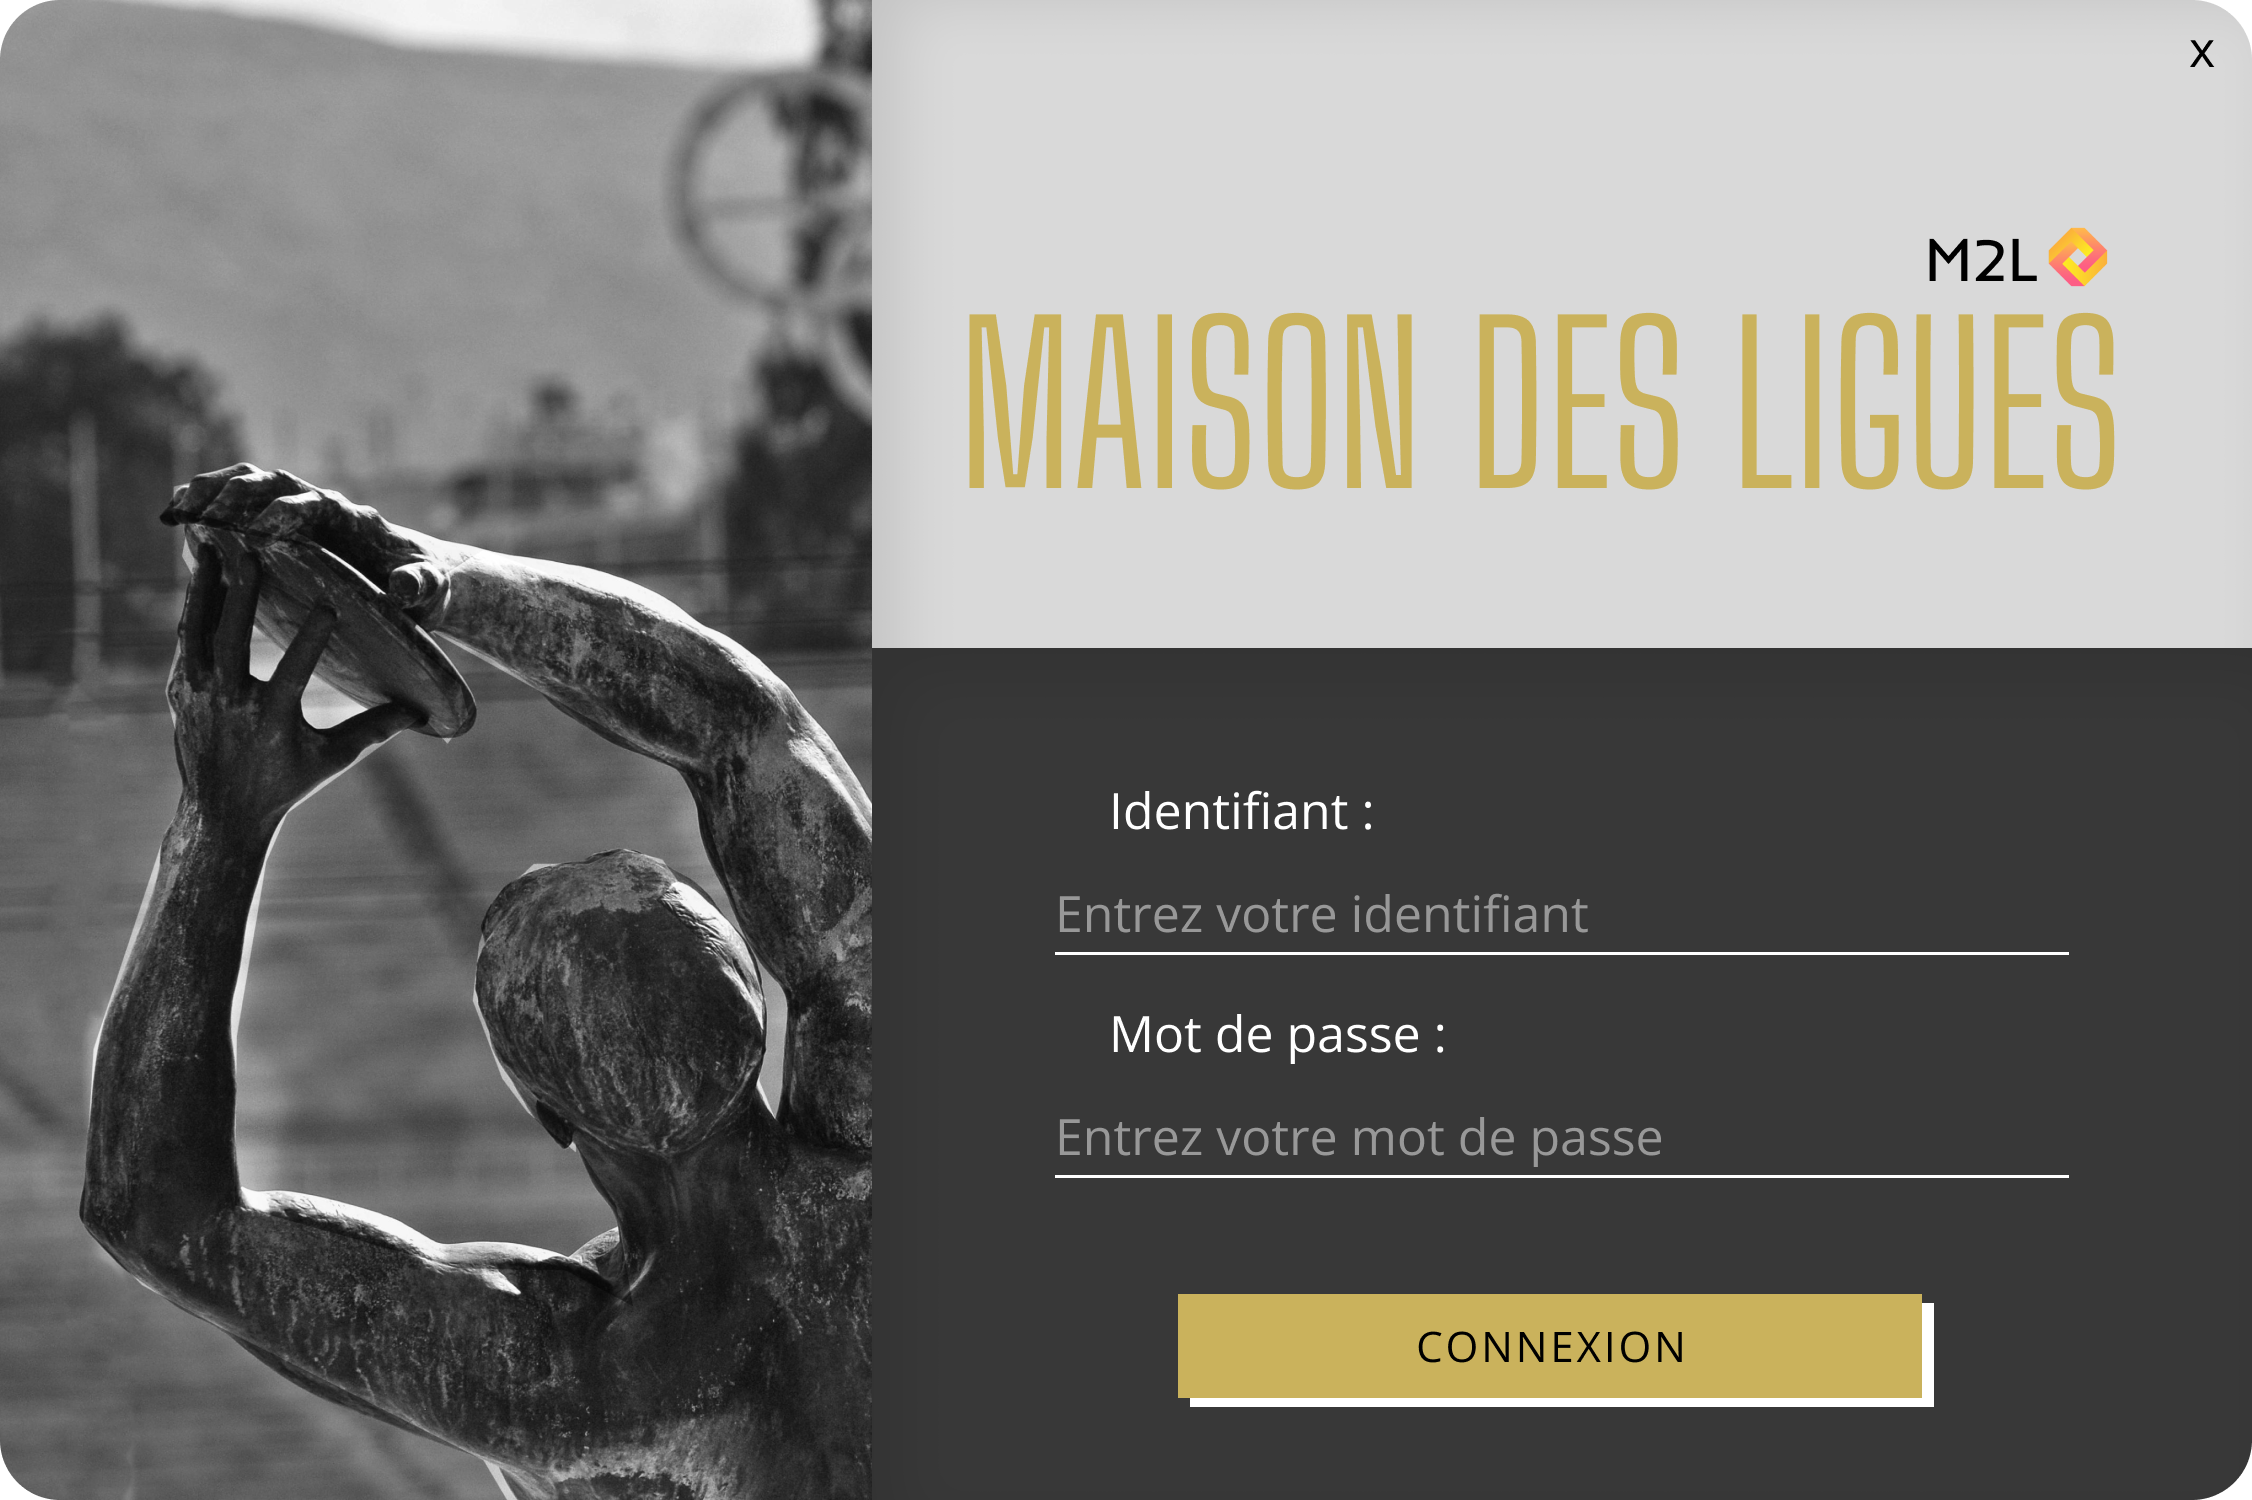 X
M2L
MAISON DES LIGUES
Identifiant :
Entrez votre identifiant
Mot de passe :
Entrez votre mot de passe
CONNEXION